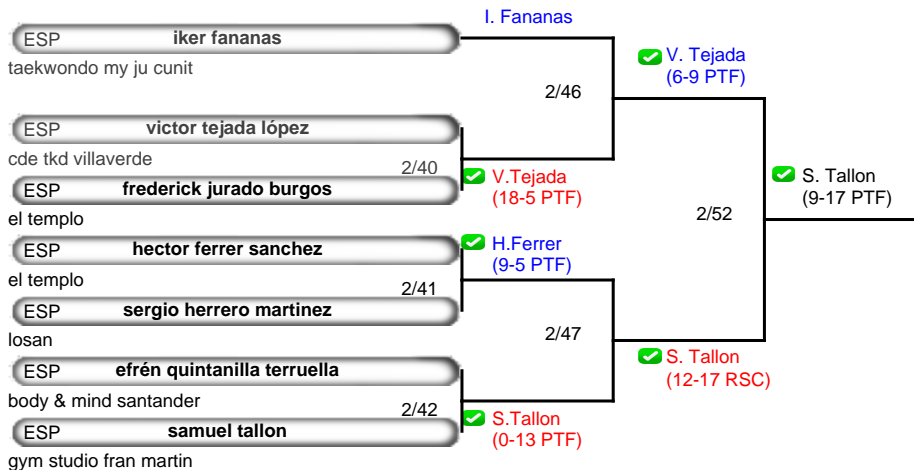 I. Fananas
ESP iker fananas
taekwondo my ju cunit
V. Tejada
(6-9 PTF)
2/46
ESP victor tejada lópez
cde tkd villaverde
2/40
ESP frederick jurado burgos
el templo
V.Tejada
(18-5 PTF)
S. Tallon
(9-17 PTF)
2/52
ESP hector ferrer sanchez
el templo
H.Ferrer
(9-5 PTF)
2/41
ESP sergio herrero martinez
losan
2/47
ESP efrén quintanilla terruella
body & mind santander
S. Tallon
(12-17 RSC)
2/42
ESP samuel tallon
gym studio fran martin
S.Tallon
(0-13 PTF)